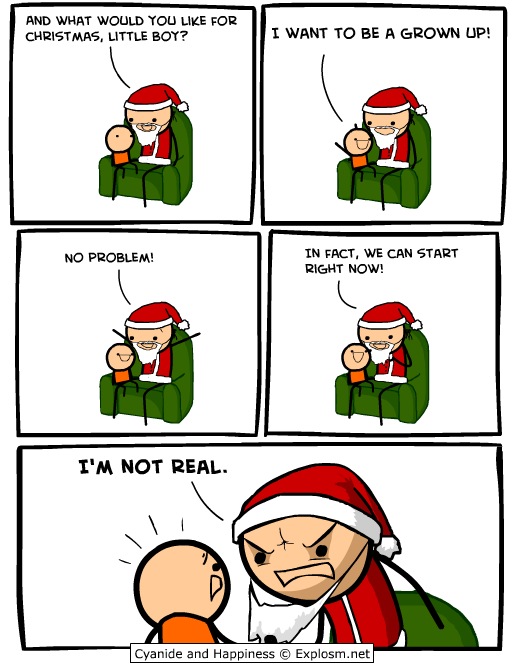 AND WHAT WOULD YOU LIKE FOR
CHRISTMAS, LITTLE BOY?
I WANT TO BE A GROWN UP!
NO PROBLEM!
IN FACT, WE CAN START
RIGHT NOW!
I'M NOT REAL.
Cyanide and Happiness © Explosm.net